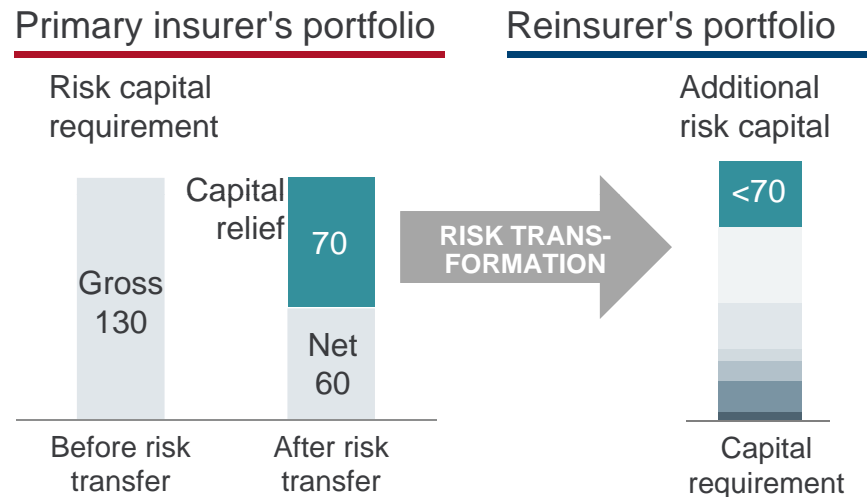 Primary insurer's portfolio
Risk capital
requirement
Gross
130
Before risk
transfer
Capital
relief
70
Net
60
After risk
transfer
RISK TRANS-
FORMATION
Reinsurer's portfolio
Additional
risk capital
<70
Capital
requirement